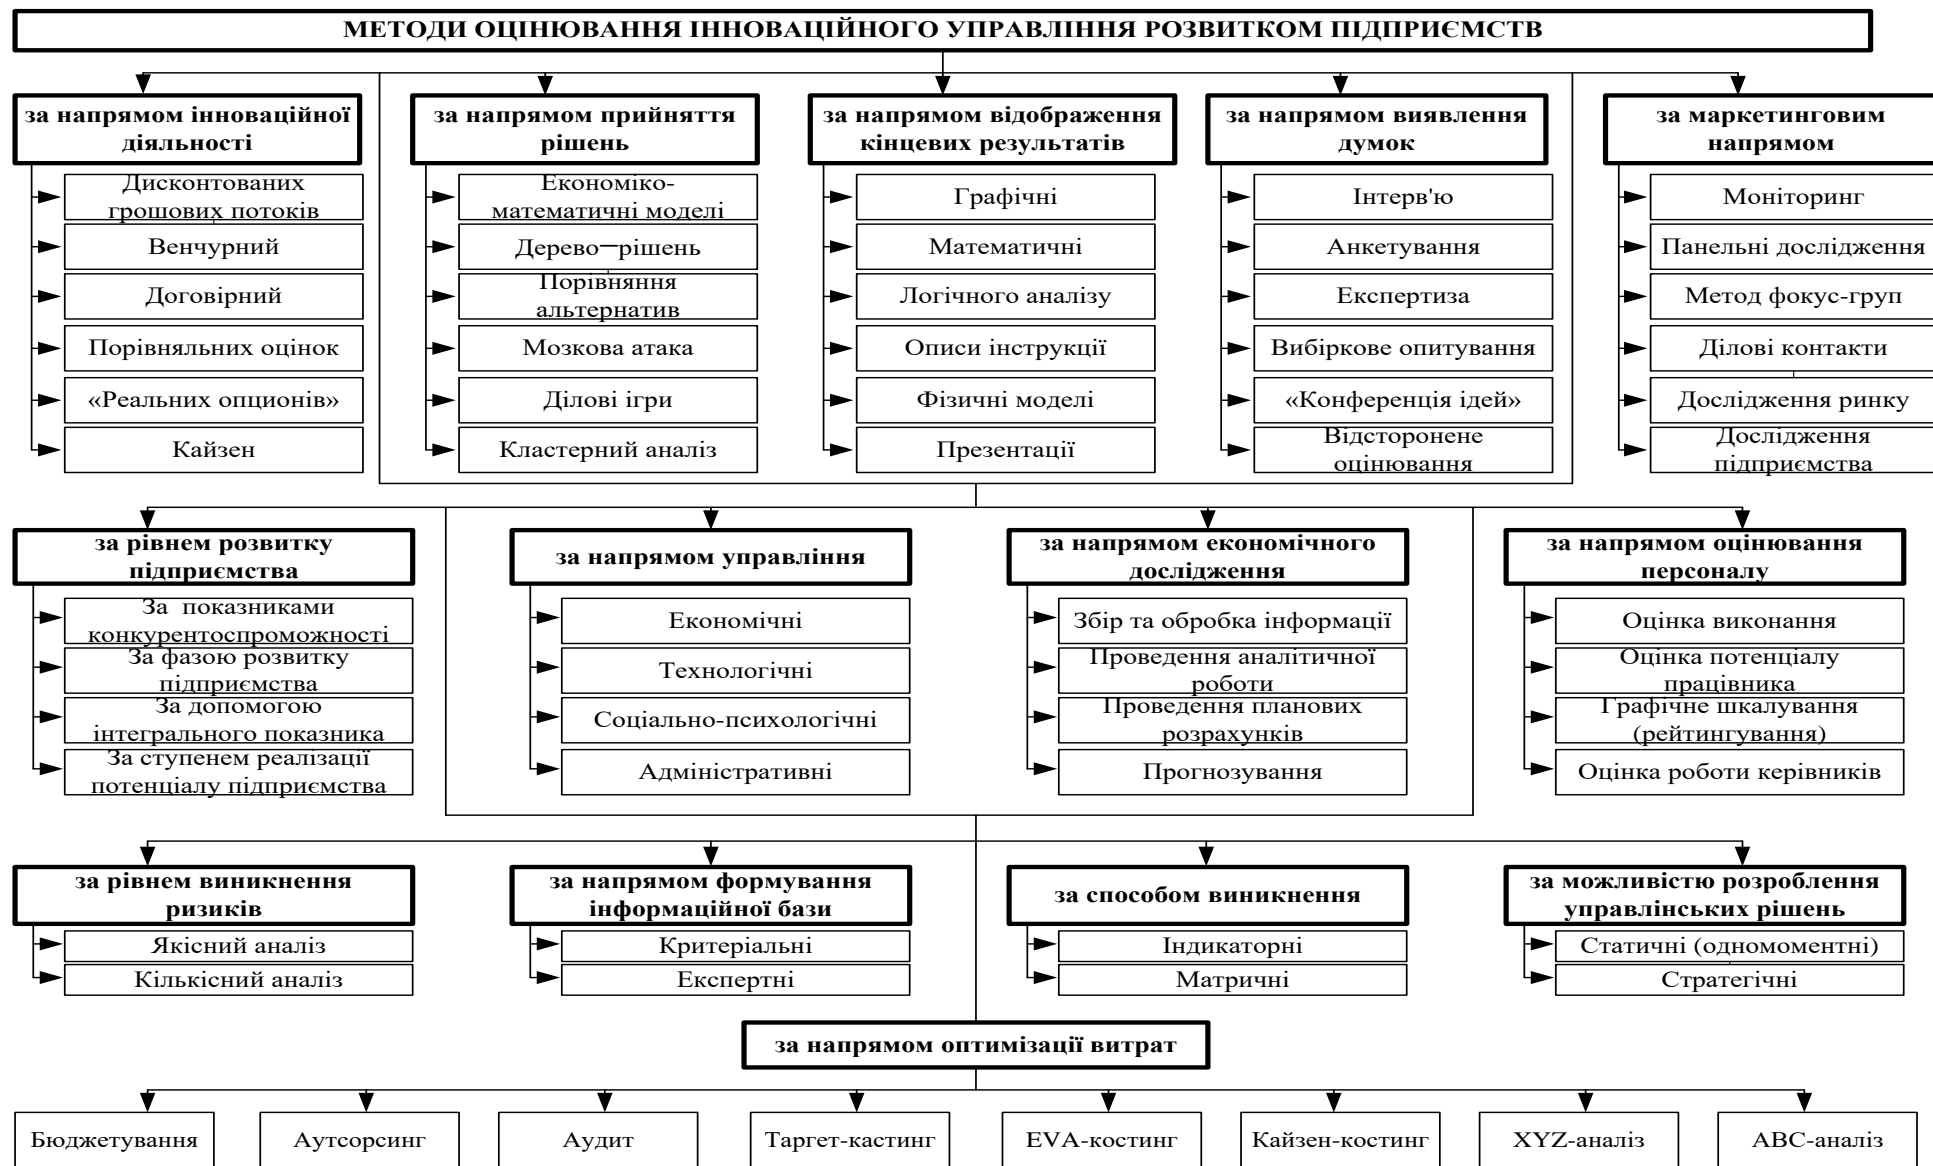 МЕТОДИ ОЦІНЮВАННЯ ІННОВАЦІЙНОГО УПРАВЛІННЯ РОЗВИТКОМ ПІДПРИЄМСТВ
за напрямом інноваційної
діяльності
Дисконтованих
грошових потоків
Венчурний
Договірний
Порівняльних оцінок
«Реальних опционів»
Кайзен
за напрямом прийняття
рішень
Економіко-
математичні моделі
Дерево–рішень
Порівняння
альтернатив
Мозкова атака
Ділові ігри
Кластерний аналіз
за напрямом відображення
кінцевих результатів
Графічні
Математичні
Логічного аналізу
Описи інструкції
Фізичні моделі
Презентації
за напрямом виявлення
думок
Інтерв'ю
Анкетування
Експертиза
Вибіркове опитування
«Конференція ідей»
Відсторонене
оцінювання
за маркетинговим
напрямом
Моніторинг
Панельні дослідження
Метод фокус-груп
Ділові контакти
Дослідження ринку
Дослідження
підприємства
за рівнем розвитку
підприємства
За показниками
конкурентоспроможності
За фазою розвитку
підприємства
За допомогою
інтегрального показника
За ступенем реалізації
потенціалу підприємства
за напрямом управління
Економічні
Технологічні
Соціально-психологічні
Адміністративні
за напрямом економічного
дослідження
Збір та обробка інформації
Проведення аналітичної
роботи
Проведення планових
розрахунків
Прогнозування
за напрямом оцінювання
персоналу
Оцінка виконання
Оцінка потенціалу
працівника
Графічне шкалування
(рейтингування)
Оцінка роботи керівників
за рівнем виникнення
ризиків
Якісний аналіз
Кількісний аналіз
за напрямом формування
інформаційної бази
Критеріальні
Експертні
за способом виникнення
Індикаторні
Матричні
за можливістю розроблення
управлінських рішень
Статичні (одномоментні)
Стратегічні
за напрямом оптимізації витрат
Бюджетування
Аутсорсинг
Аудит
Таргет-кастинг
EVA-костинг
Кайзен-костинг
XYZ-аналіз
ABC-аналіз